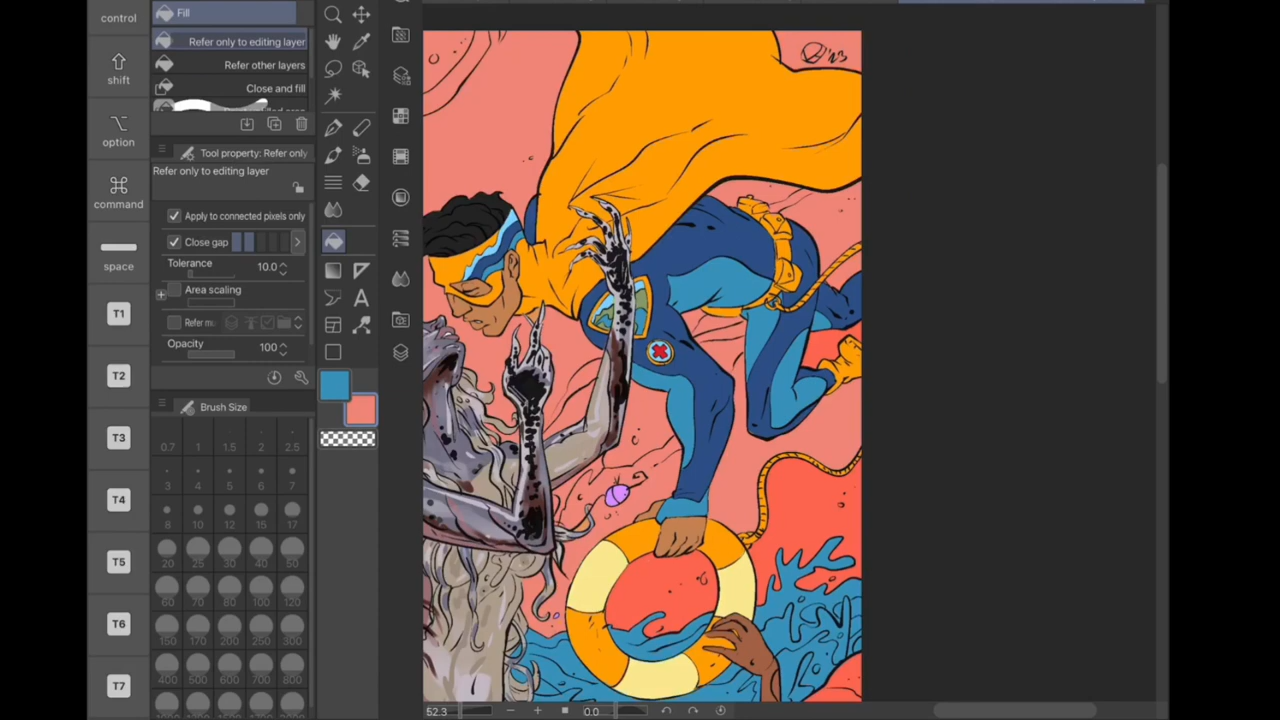 control
shift
option
command
space
T1
T2
T3
T4
T5
T6
T7
Fill
Refer only to editing layer
Refer other layers
Close and fill
Tool property: Refer only
Refer only to editing layer
Apply to connected pixels only
Close gap
Tolerance 10.0
Area scaling
Opacity 100
Brush Size
0.7 1 1.5 2 2.5
3 4 5 6 7
8 10 12 15 17
20 25 30 40 50
60 70 80 100 120
150 170 200 250 300
400 500 600 700 800
A
52.3 0.0